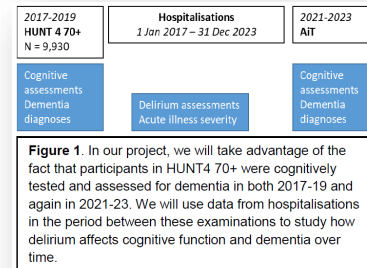 2017-2019
HUNT 4 70+
N = 9,930
Hospitalisations
1 Jan 2017 – 31 Dec 2023
2021-2023
AiT
Cognitive
assessments
Dementia
diagnoses
Delirium assessments
Acute illness severity
Cognitive
assessments
Dementia
diagnoses
Figure 1. In our project, we will take advantage of the
fact that participants in HUNT4 70+ were cognitively
tested and assessed for dementia in both 2017-19 and
again in 2021-23. We will use data from hospitalisations
in the period between these examinations to study how
delirium affects cognitive function and dementia over
time.